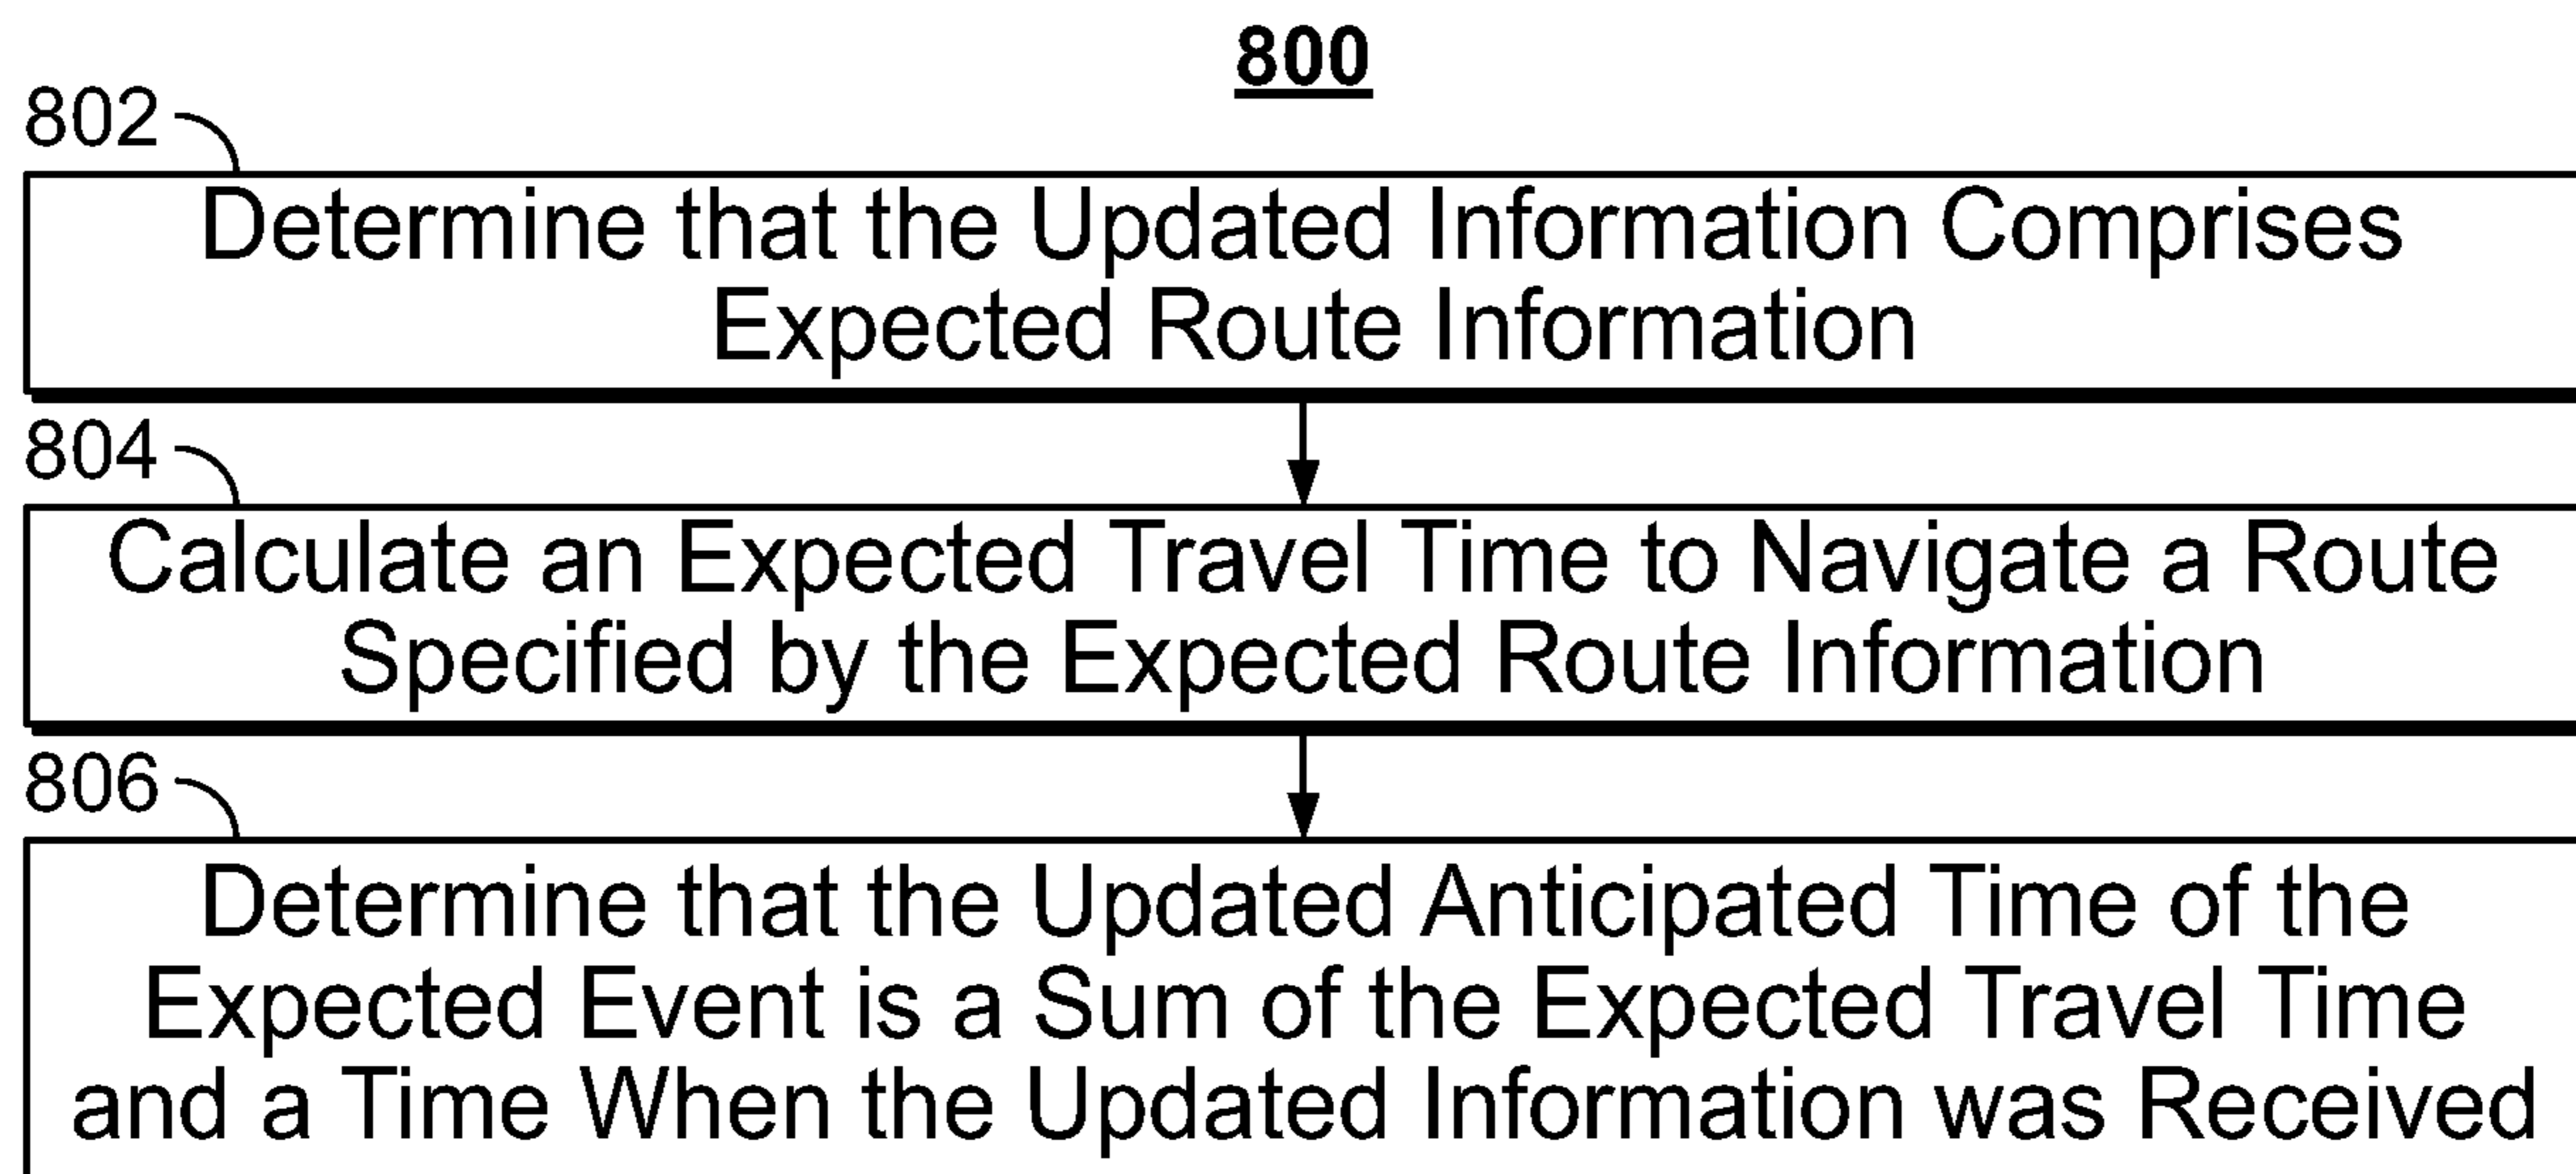 800
802
Determine that the Updated Information Comprises
Expected Route Information
804
Calculate an Expected Travel Time to Navigate a Route
Specified by the Expected Route Information
806
Determine that the Updated Anticipated Time of the
Expected Event is a Sum of the Expected Travel Time
and a Time When the Updated Information was Received